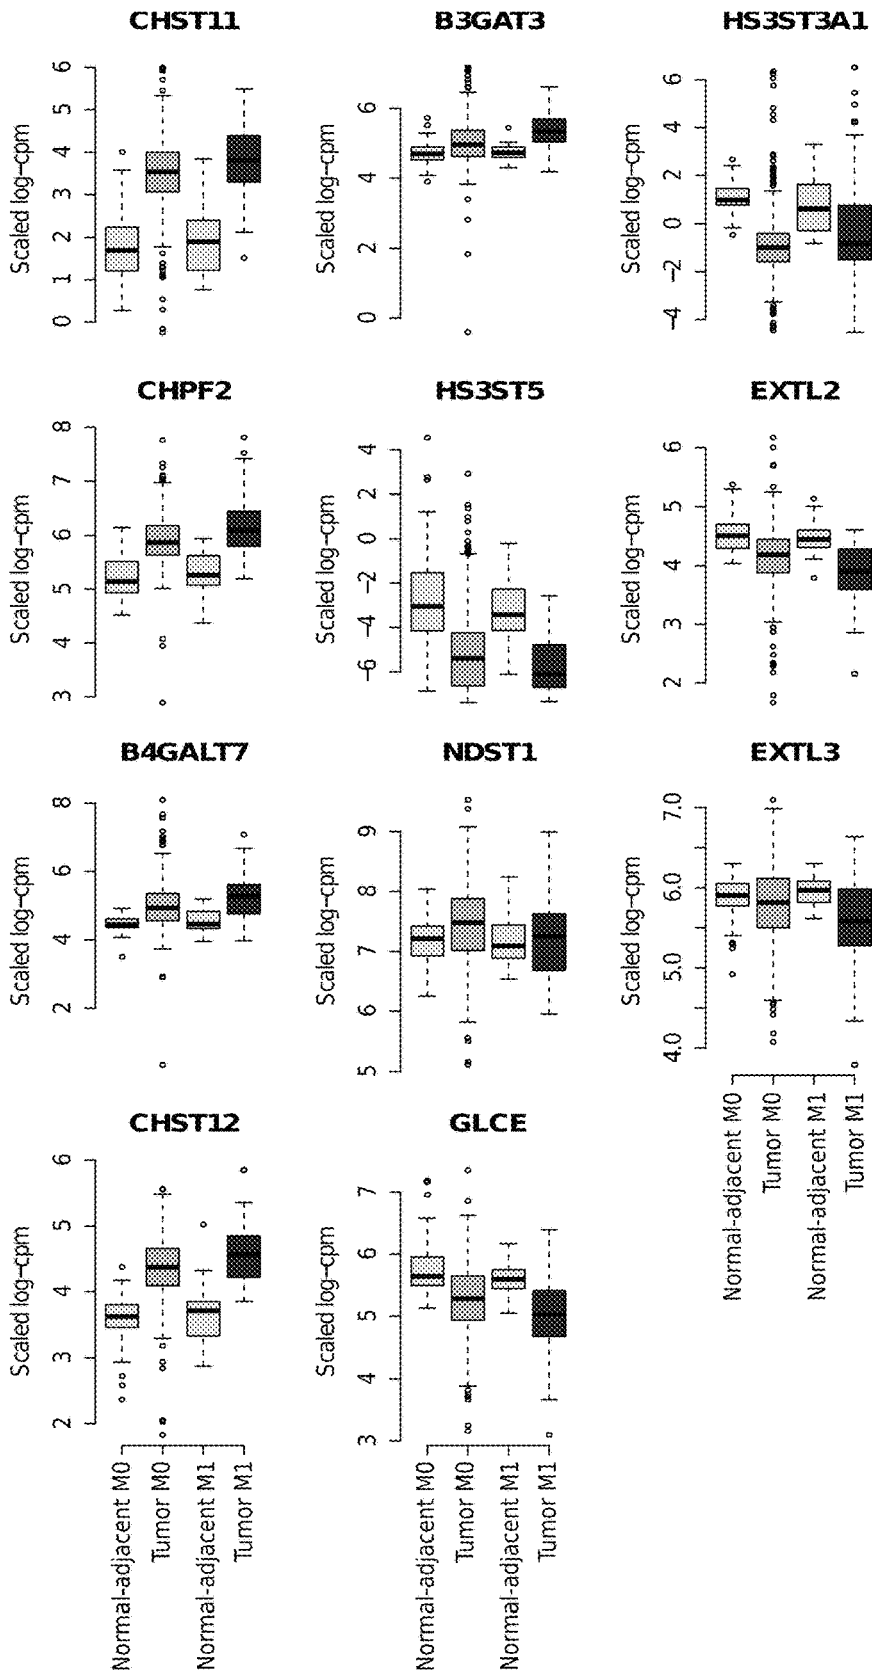 CHST11
B3GAT3
HS3ST3A1
Scaled log-cpm
0 1 2 3 4 5 6
Scaled log-cpm
0 2 4 6
Scaled log-cpm
-4 -2 0 2 4 6
CHPF2
HS3ST5
EXTL2
Scaled log-cpm
3 4 5 6 7 8
Scaled log-cpm
-6 -4 -2 0 2 4
Scaled log-cpm
2 3 4 5 6
B4GALT7
NDST1
EXTL3
Scaled log-cpm
2 4 6 8
Scaled log-cpm
5 6 7 8 9
Scaled log-cpm
4.0 5.0 6.0 7.0
Normal-adjacent M0
Tumor M0
Normal-adjacent M1
Tumor M1
CHST12
GLCE
Scaled log-cpm
2 3 4 5 6
Scaled log-cpm
3 4 5 6 7
Normal-adjacent M0
Tumor M0
Normal-adjacent M1
Tumor M1
Normal-adjacent M0
Tumor M0
Normal-adjacent M1
Tumor M1